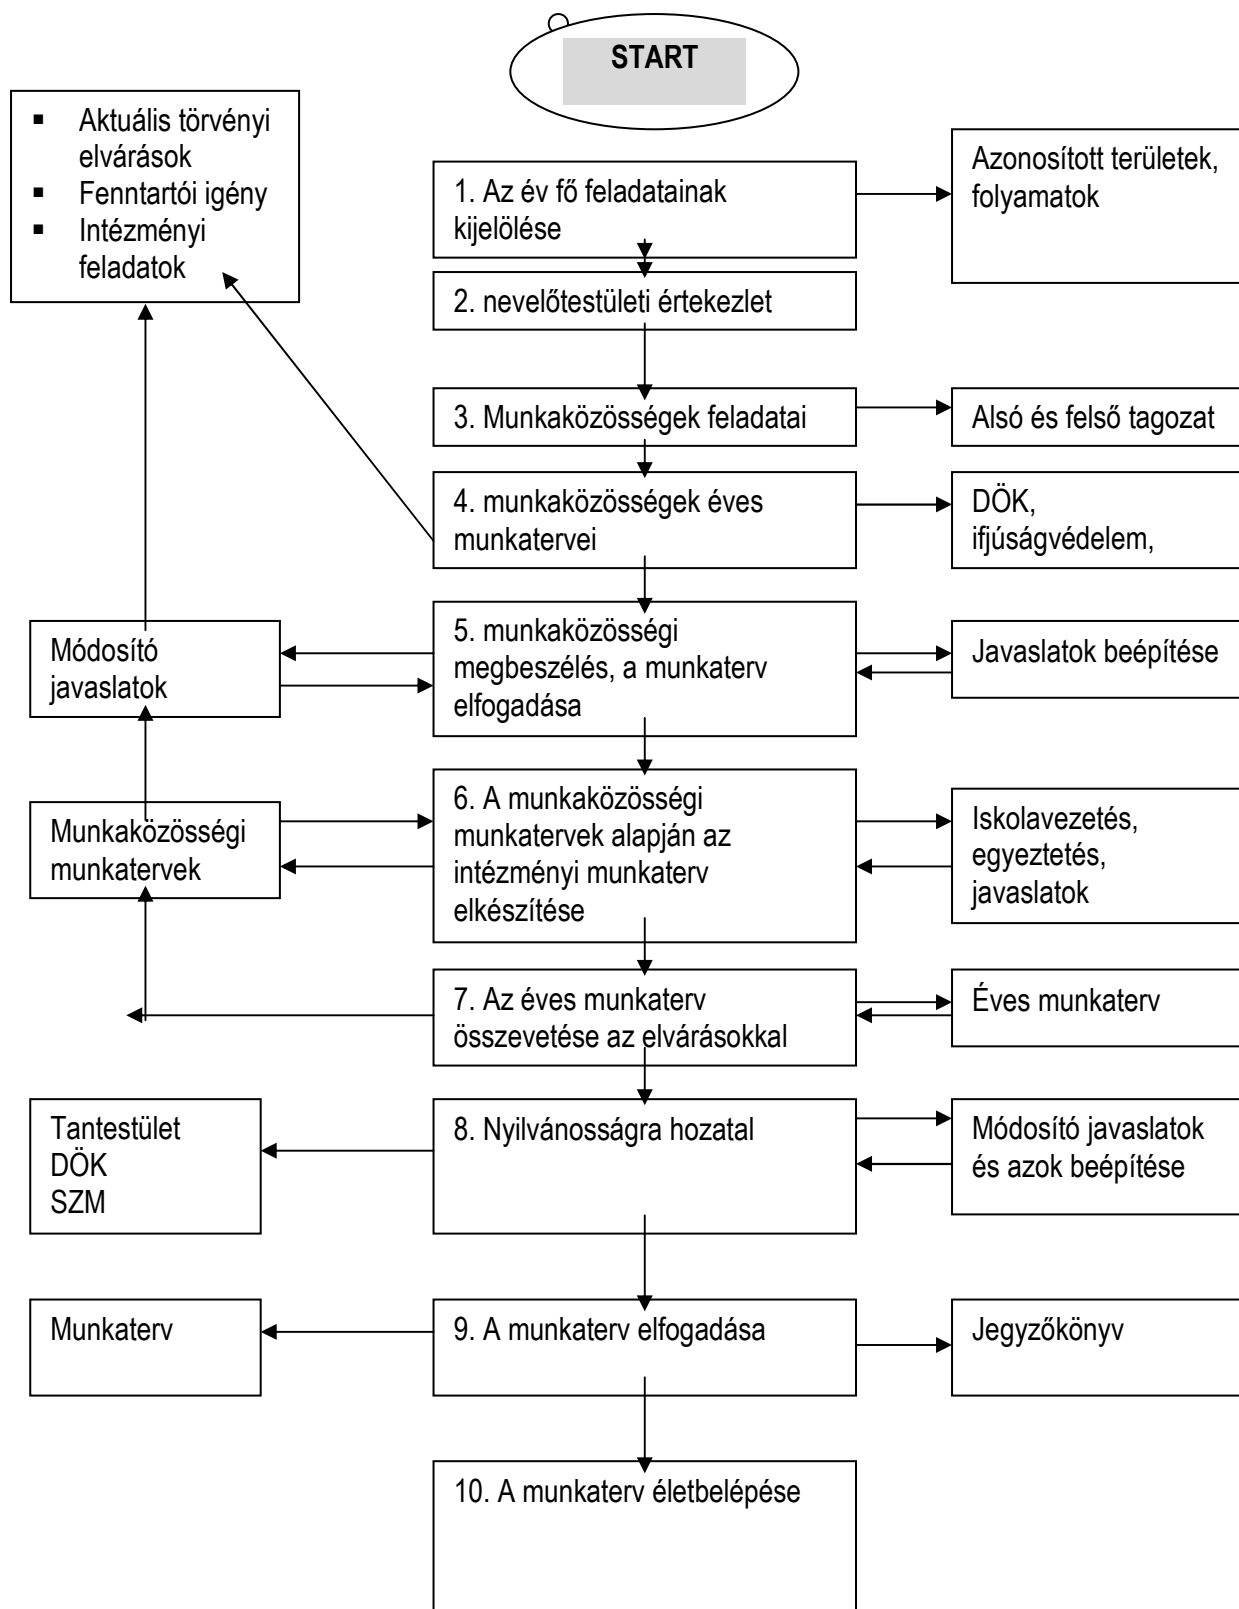 START
▪ Aktuális törvényi
elvárások
▪ Fenntartói igény
▪ Intézményi
feladatok
1. Az év fő feladatainak
kijelölése
Azonosított területek,
folyamatok
2. nevelőtestületi értekezlet
3. Munkaközösségek feladatai
Alsó és felső tagozat
4. munkaközösségek éves
munkatervei
DÖK,
ifjúságvédelem,
Módosító
javaslatok
5. munkaközösségi
megbeszélés, a munkaterv
elfogadása
Javaslatok beépítése
Munkaközösségi
munkatervek
6. A munkaközösségi
munkatervek alapján az
intézményi munkaterv
elkészítése
Iskolavezetés,
egyeztetés,
javaslatok
7. Az éves munkaterv
összevetése az elvárásokkal
Éves munkaterv
Tantestület
DÖK
SZM
8. Nyilvánosságra hozatal
Módosító javaslatok
és azok beépítése
Munkaterv
9. A munkaterv elfogadása
Jegyzőkönyv
10. A munkaterv életbelépése